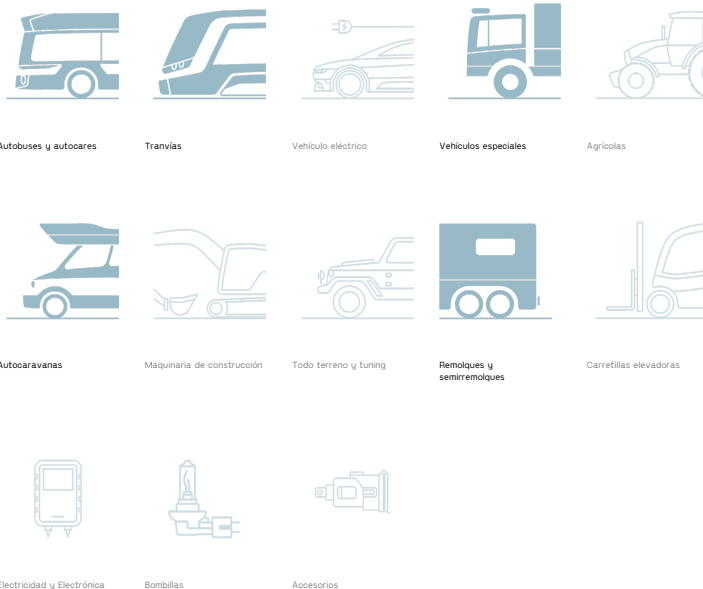 Autobuses y autocares
Tranvías
Vehículo eléctrico
Vehículos especiales
Agrícolas
Autocaravanas
Maquinaria de construcción
Todo terreno y tuning
Remolques y
semirremolques
Carretillas elevadoras
Electricidad y Electrónica
Bombillas
Accesorios